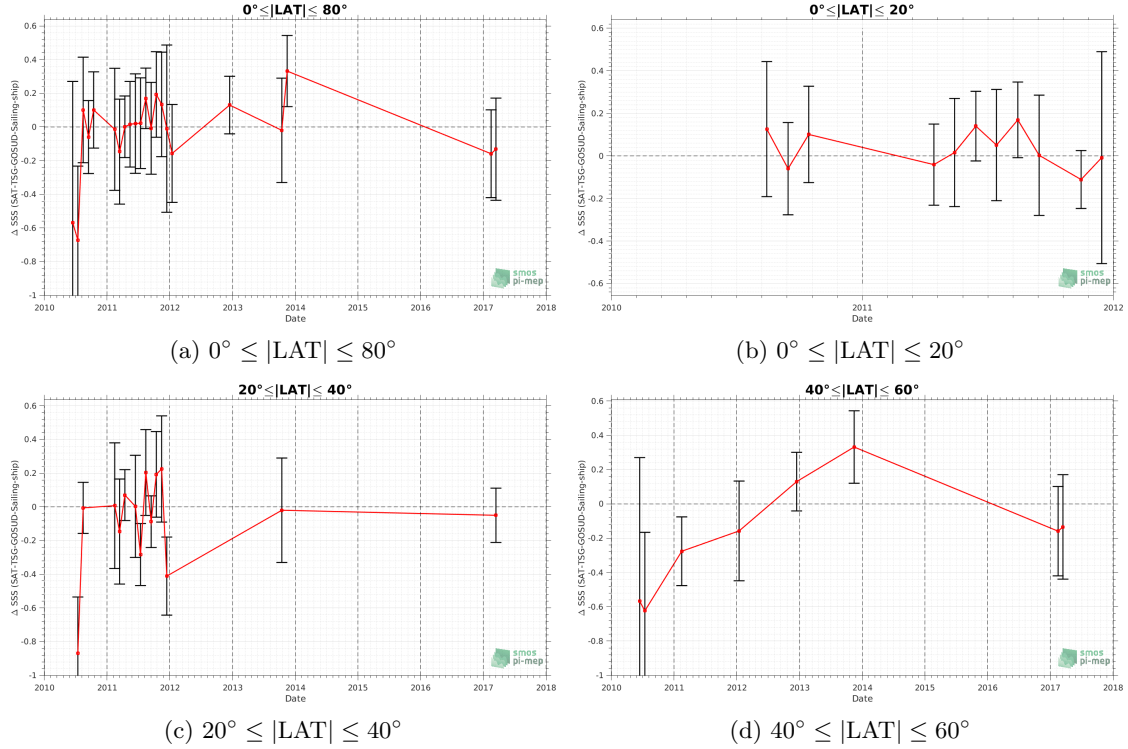 0°≤|LAT|≤ 80°
Δ SSS (SAT-TSG-GOSUD-Sailing-ship)
0.6
0.4
0.2
0
-0.2
-0.4
-0.6
-0.8
-1
2010 2011 2012 2013 2014 2015 2016 2017 2018
Date
smos
pi-mep
(a) 0° ≤ |LAT| ≤ 80°
0°≤|LAT|≤ 20°
Δ SSS (SAT-TSG-GOSUD-Sailing-ship)
0.6
0.4
0.2
0
-0.2
-0.4
-0.6
2010 2011 2012
Date
smos
pi-mep
(b) 0° ≤ |LAT| ≤ 20°
20°≤|LAT|≤ 40°
Δ SSS (SAT-TSG-GOSUD-Sailing-ship)
0.6
0.4
0.2
0
-0.2
-0.4
-0.6
-0.8
-1
2010 2011 2012 2013 2014 2015 2016 2017 2018
Date
smos
pi-mep
(c) 20° ≤ |LAT| ≤ 40°
40°≤|LAT|≤ 60°
Δ SSS (SAT-TSG-GOSUD-Sailing-ship)
0.6
0.4
0.2
0
-0.2
-0.4
-0.6
-0.8
-1
2010 2011 2012 2013 2014 2015 2016 2017 2018
Date
smos
pi-mep
(d) 40° ≤ |LAT| ≤ 60°